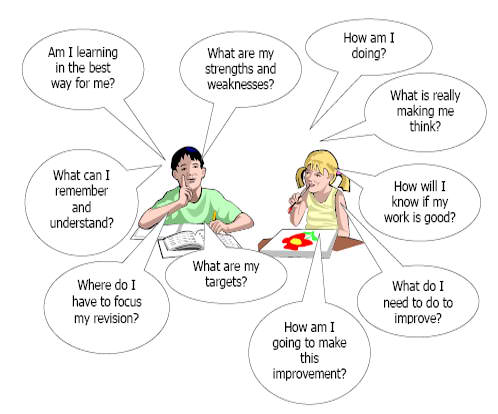 Am I learning
in the best
way for me?
What are my
strengths and
weaknesses?
How am I
doing?
What is really
making me
think?
What can I
remember
and
understand?
How will I
know if my
work is good?
Where do I
have to focus
my revision?
What are my
targets?
What do I
need to do to
improve?
How am I
going to make
this
improvement?